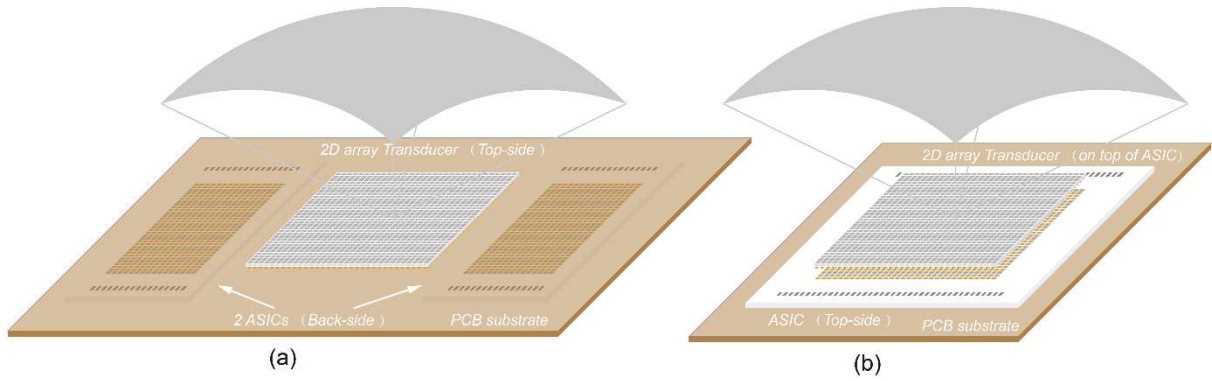 2D array Transducer （Top-side）
2 ASICs （Back-side）
PCB substrate
(a)
2D array Transducer （on top of ASIC）
ASIC （Top-side）
PCB substrate
(b)